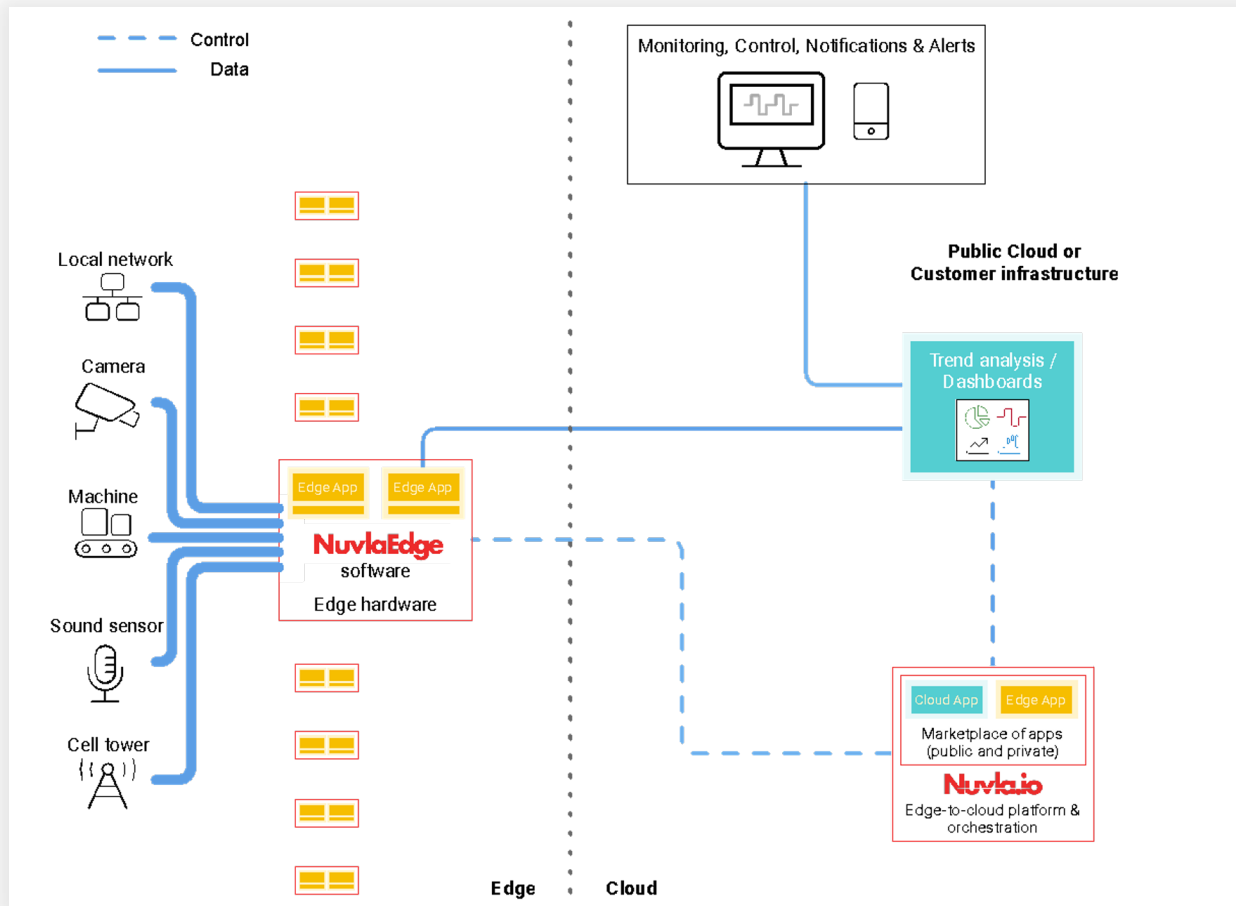 Control
Data
Monitoring, Control, Notifications & Alerts
Public Cloud or
Customer infrastructure
Local network
Camera
Machine
Sound sensor
Cell tower
Edge App
Edge App
NuvlaEdge
software
Edge hardware
Trend analysis /
Dashboards
Cloud App
Edge App
Marketplace of apps
(public and private)
Nuvla.io
Edge-to-cloud platform &
orchestration
Edge
Cloud